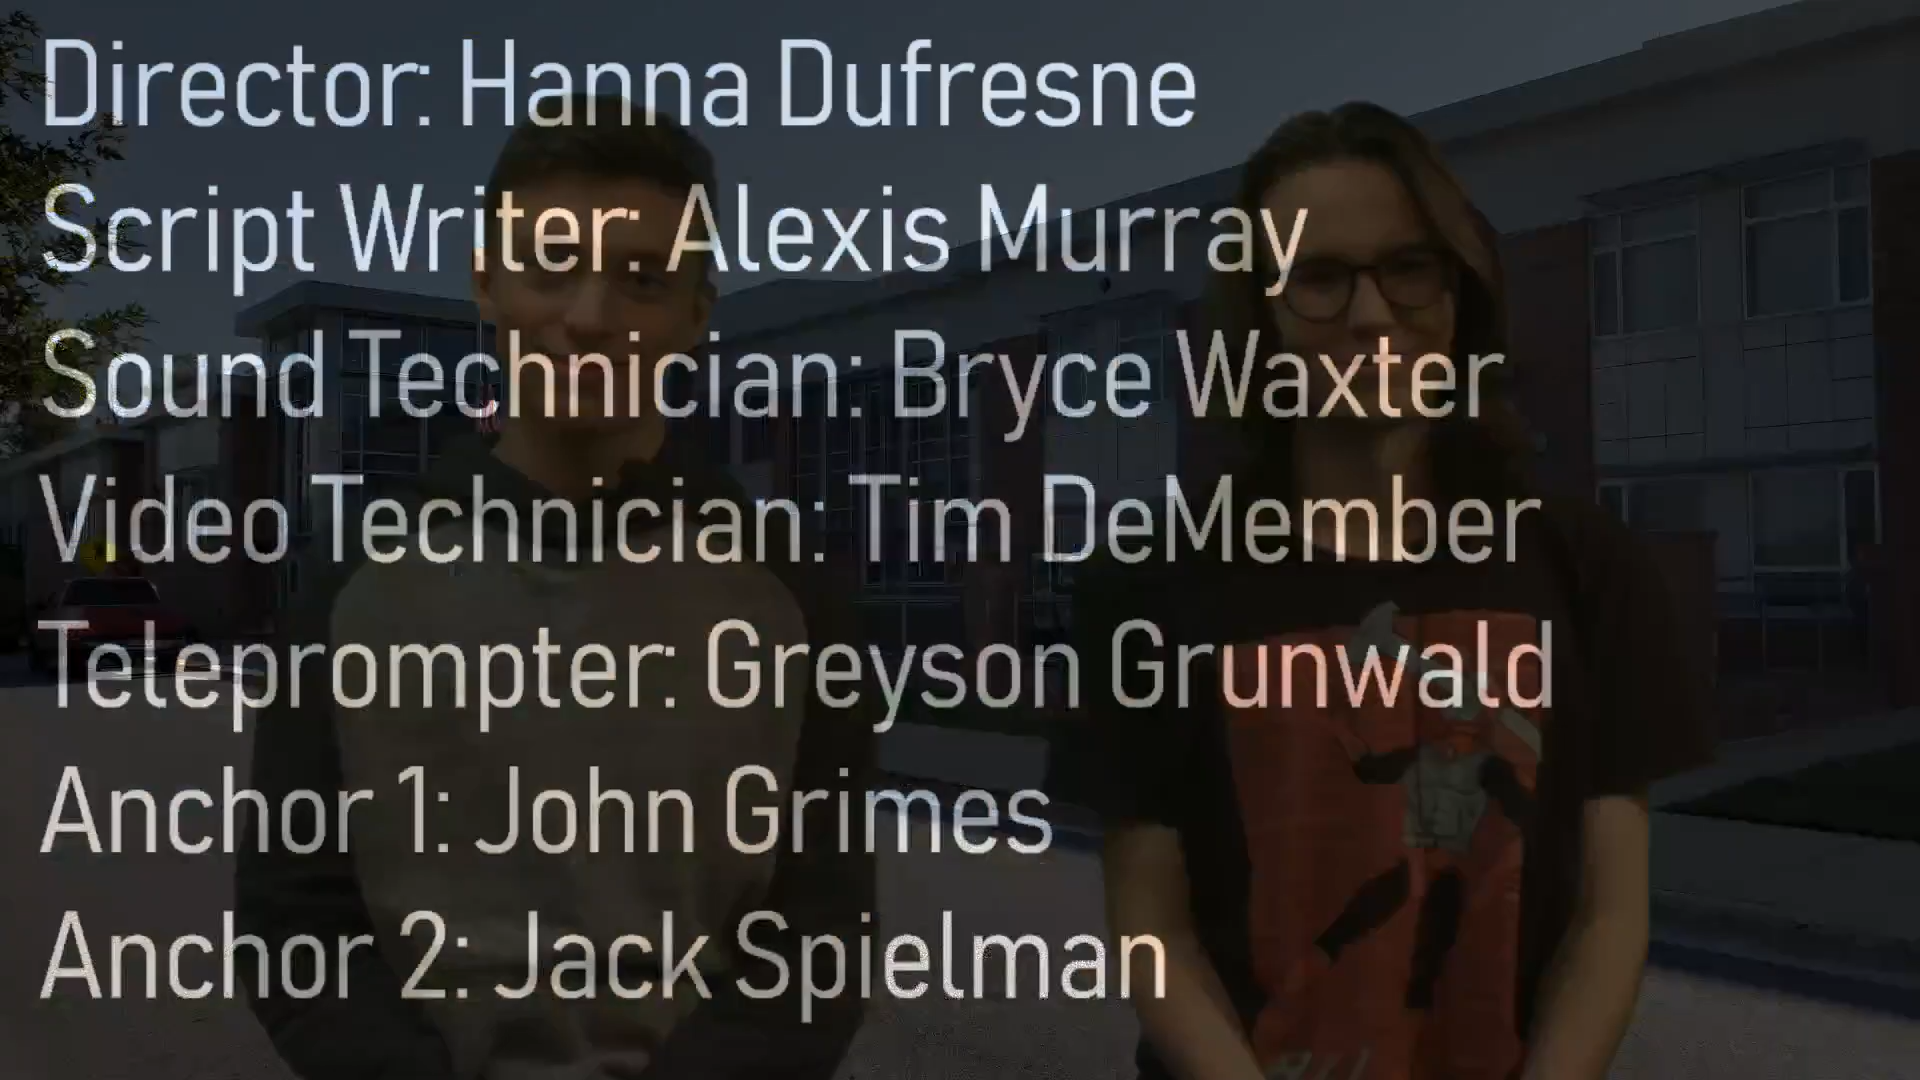 Director: Hanna Dufresne
Script Writer: Alexis Murray
Sound Technician: Bryce Waxter
Video Technician: Tim DeMember
Teleprompter: Greyson Grunwald
Anchor 1: John Grimes
Anchor 2: Jack Spielman